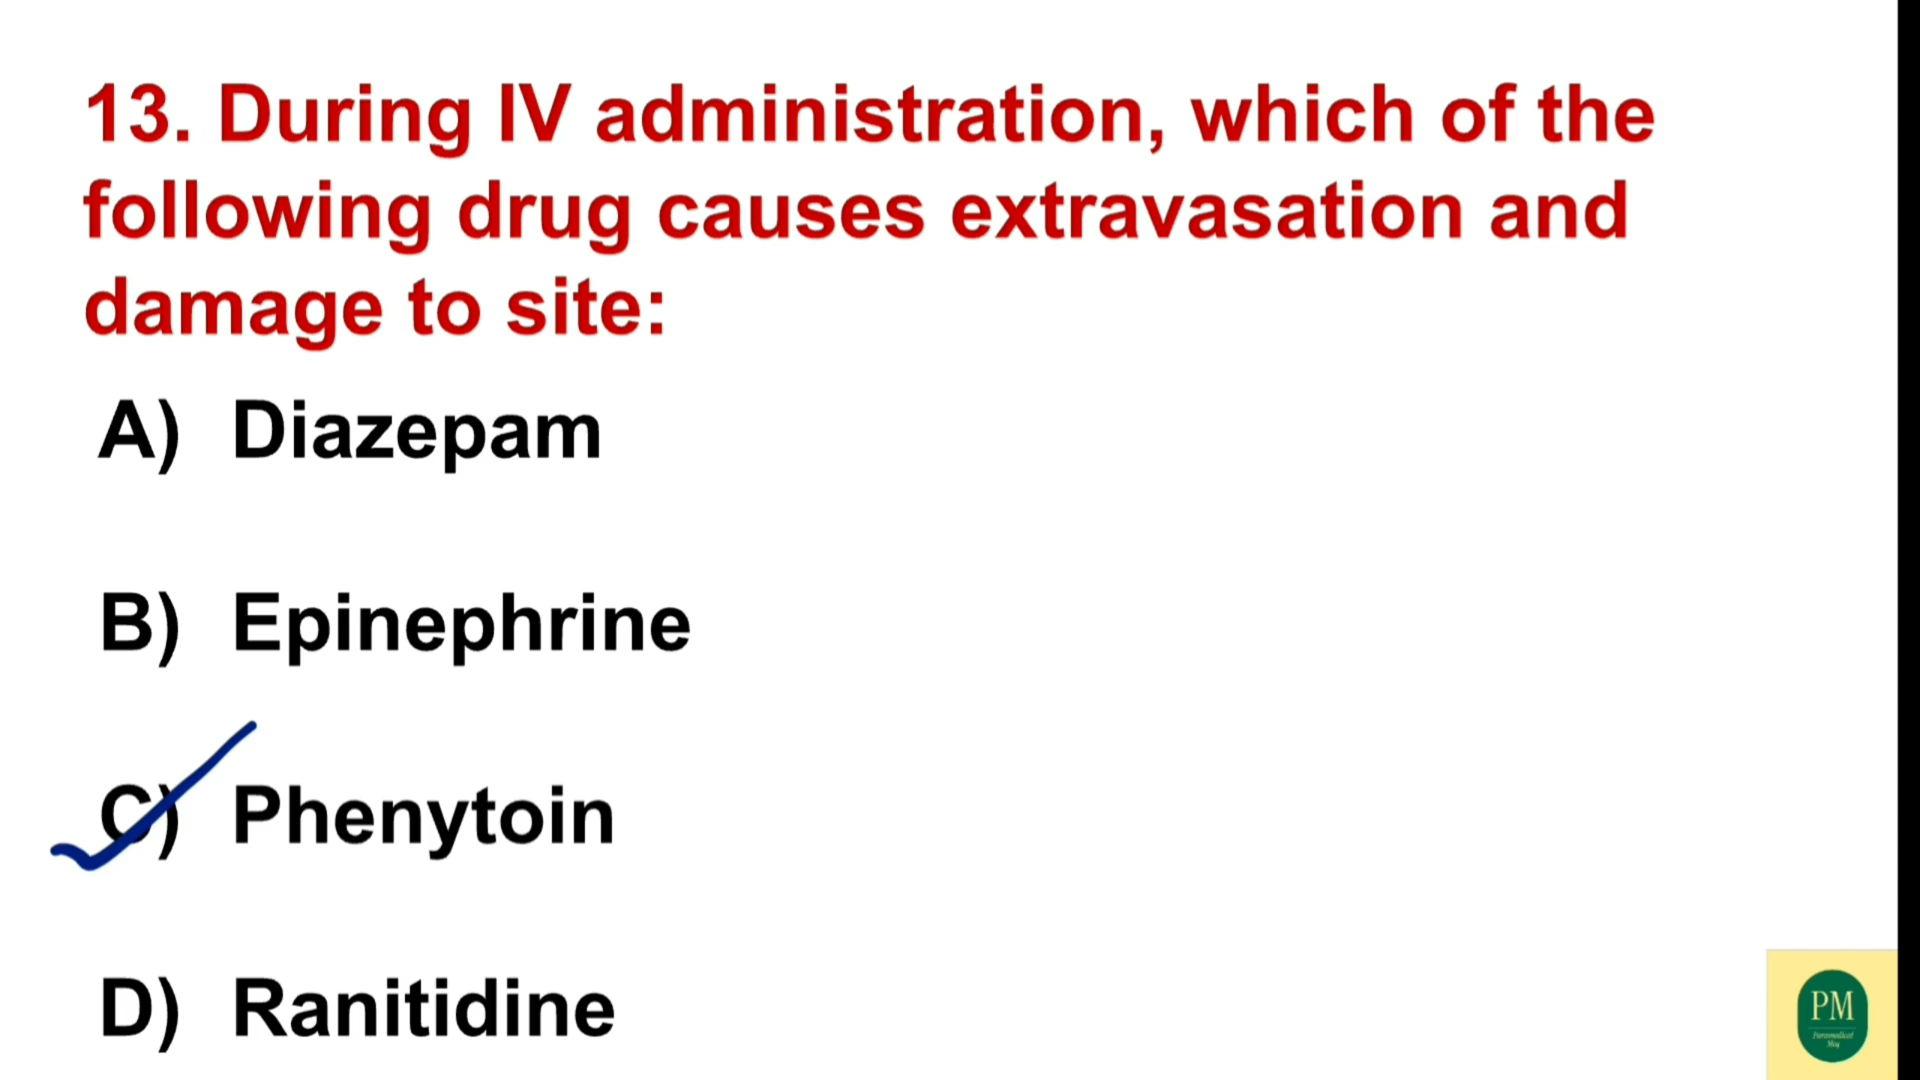 13. During IV administration, which of the
following drug causes extravasation and
damage to site:
A) Diazepam
B) Epinephrine
C) Phenytoin
D) Ranitidine
PM